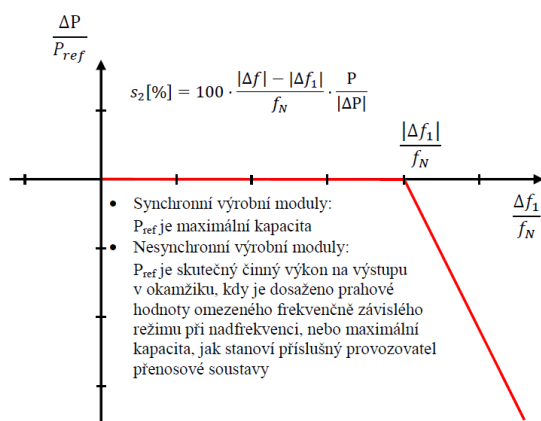 ΔP
P_ref
s₂[%] = 100 · |Δf| − |Δf₁| / f_N · P / |ΔP|
|Δf₁|
f_N
Δf₁
f_N
• Synchronní výrobní moduly:
P_ref je maximální kapacita
• Nesynchronní výrobní moduly:
P_ref je skutečný činný výkon na výstupu
v okamžiku, kdy je dosaženo prahové
hodnoty omezeného frekvenčně závislého
režimu při nadfrekvenci, nebo maximální
kapacita, jak stanoví příslušný provozovatel
přenosové soustavy